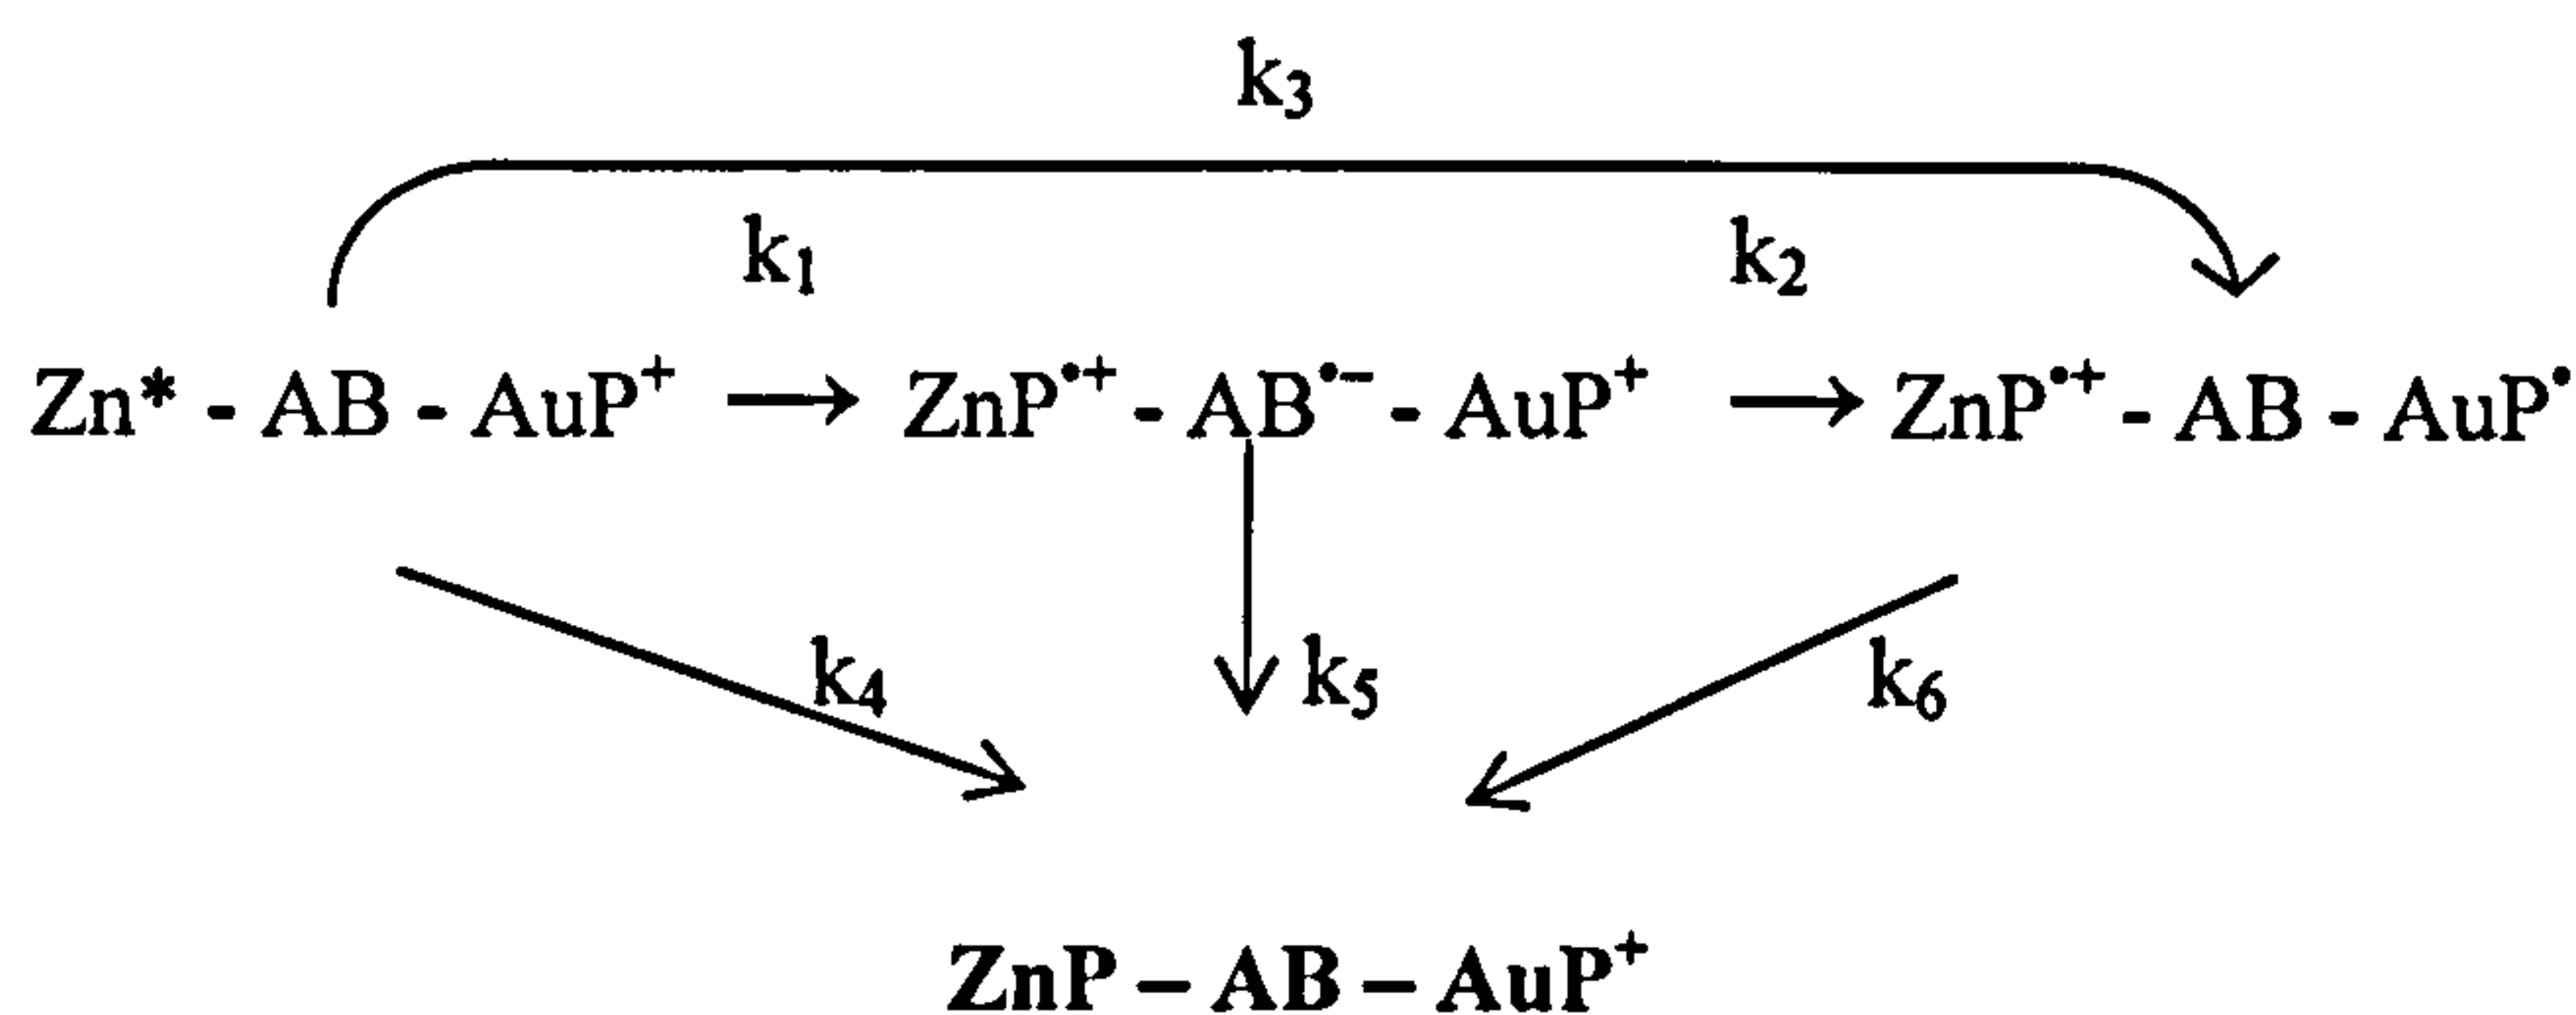 k₃
k₁ k₂
Zn* - AB - AuP⁺ → ZnP•⁺ - AB•⁻ - AuP⁺ → ZnP•⁺ - AB - AuP•
k₄ k₅ k₆
ZnP – AB – AuP⁺